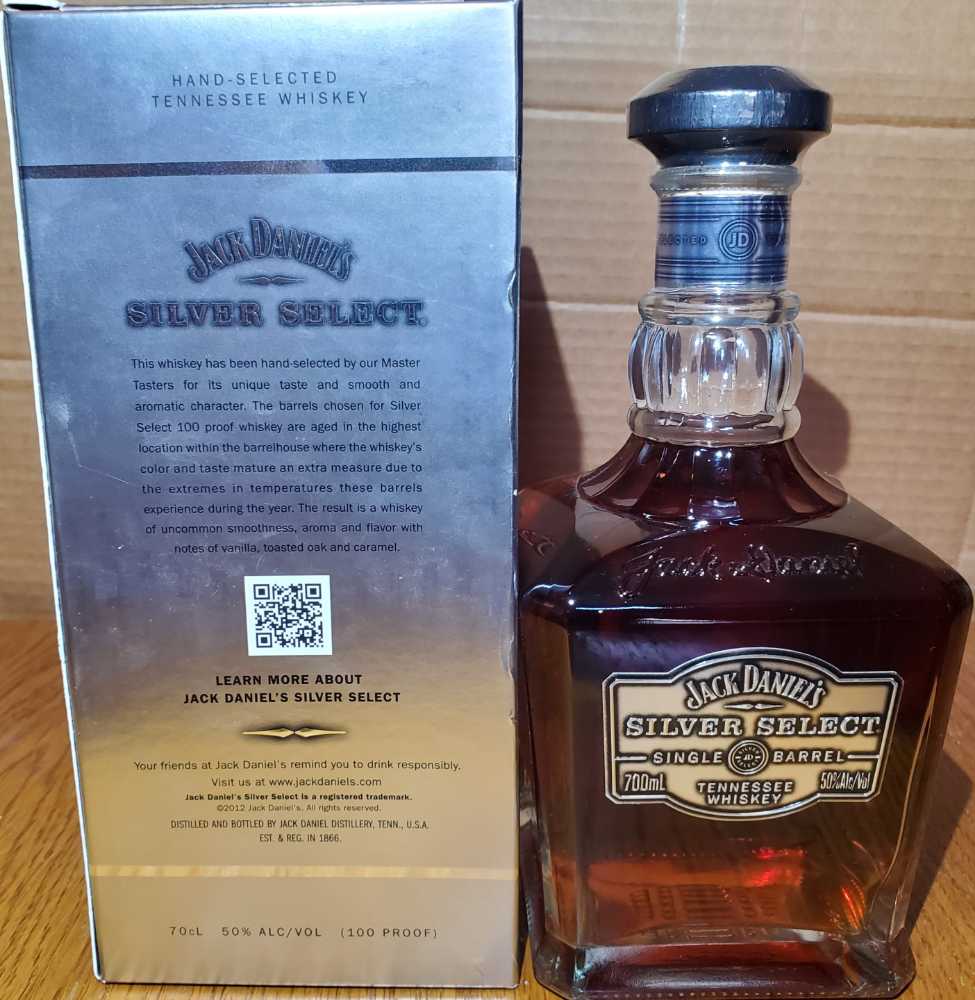 HAND-SELECTED
TENNESSEE WHISKEY
JACK DANIEL'S
SILVER SELECT.
This whiskey has been hand-selected by our Master
Tasters for its unique taste and smooth and
aromatic character. The barrels chosen for Silver
Select 100 proof whiskey are aged in the highest
location within the barrelhouse where the whiskey's
color and taste mature an extra measure due to
the extremes in temperatures these barrels
experience during the year. The result is a whiskey
of uncommon smoothness, aroma and flavor with
notes of vanilla, toasted oak and caramel.
LEARN MORE ABOUT
JACK DANIEL'S SILVER SELECT
Your friends at Jack Daniel's remind you to drink responsibly.
Visit us at www.jackdaniels.com
Jack Daniel's Silver Select is a registered trademark.
©2012 Jack Daniel's. All rights reserved.
DISTILLED AND BOTTLED BY JACK DANIEL DISTILLERY, TENN., U.S.A.
EST. & REG. IN 1866.
70cL 50% ALC/VOL (100 PROOF)
JD
Jack Daniel
JACK DANIEL'S
SILVER SELECT
SINGLE JD BARREL
700mL TENNESSEE 50%Alc/Vol
WHISKEY